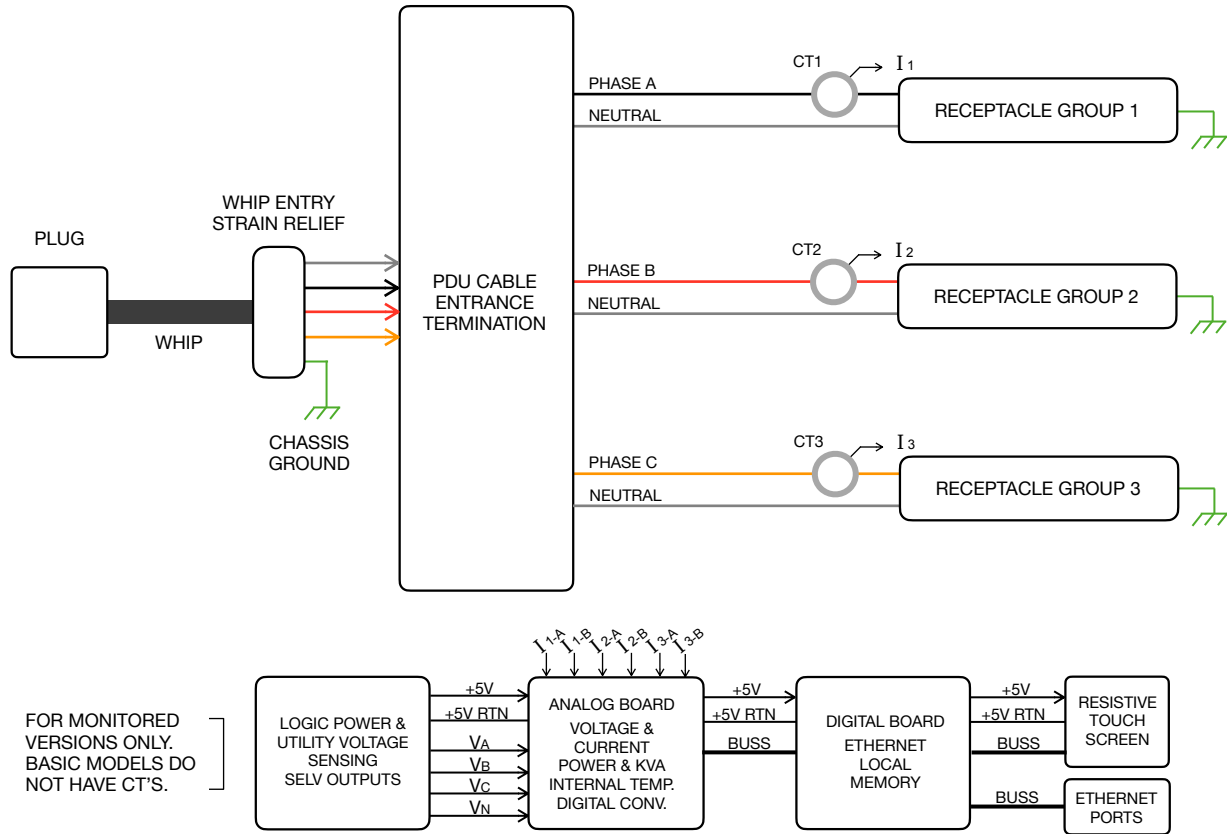 CT1
I 1
PHASE A
NEUTRAL
RECEPTACLE GROUP 1
WHIP ENTRY
STRAIN RELIEF
PLUG
WHIP
CHASSIS
GROUND
PDU CABLE
ENTRANCE
TERMINATION
CT2
I 2
PHASE B
NEUTRAL
RECEPTACLE GROUP 2
CT3
I 3
PHASE C
NEUTRAL
RECEPTACLE GROUP 3
FOR MONITORED
VERSIONS ONLY.
BASIC MODELS DO
NOT HAVE CT'S.
LOGIC POWER &
UTILITY VOLTAGE
SENSING
SELV OUTPUTS
+5V
+5V RTN
VA
VB
VC
VN
I 1-A
I 1-B
I 2-A
I 2-B
I 3-A
I 3-B
ANALOG BOARD
VOLTAGE &
CURRENT
POWER & KVA
INTERNAL TEMP.
DIGITAL CONV.
+5V
+5V RTN
BUSS
DIGITAL BOARD
ETHERNET
LOCAL
MEMORY
+5V
+5V RTN
BUSS
BUSS
RESISTIVE
TOUCH
SCREEN
ETHERNET
PORTS